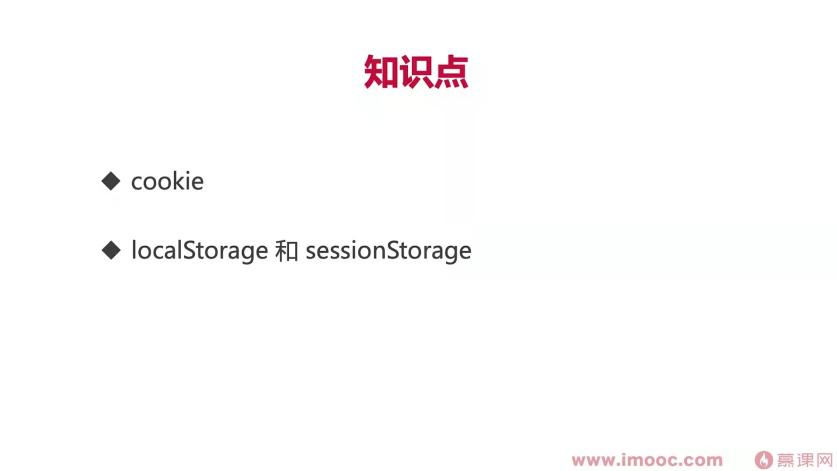 知识点
◆ cookie
◆ localStorage 和 sessionStorage
www.imooc.com 慕课网